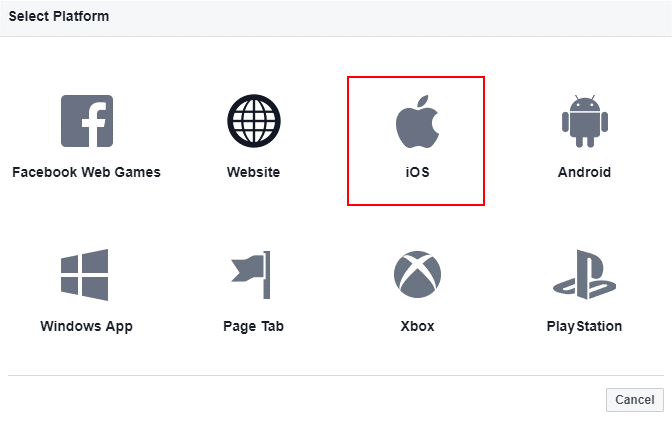 Select Platform
Facebook Web Games
Website
iOS
Android
Windows App
Page Tab
Xbox
PlayStation
Cancel